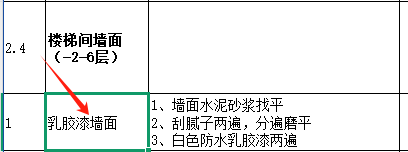 2.4
楼梯间墙面
（-2-6层）
1
乳胶漆墙面
1、墙面水泥砂浆找平
2、刮腻子两遍，分遍磨平
3、白色防水乳胶漆两遍